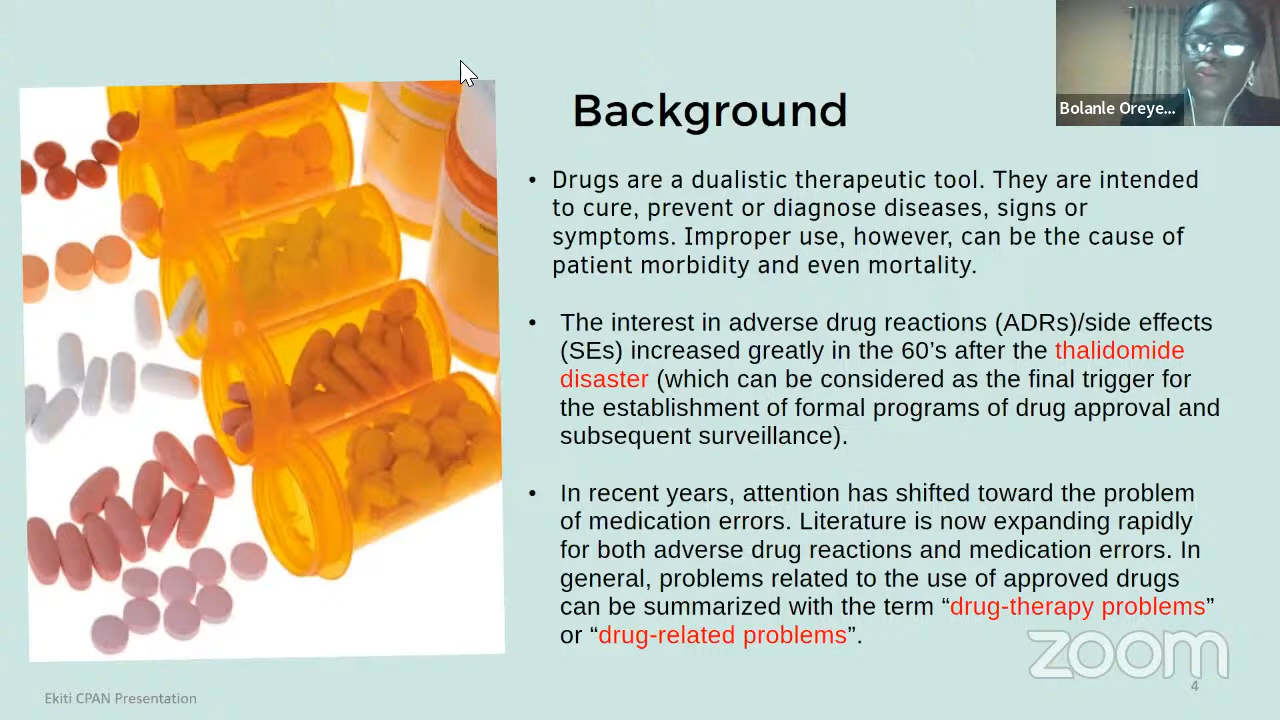 Bolanle Oreye...
Background
• Drugs are a dualistic therapeutic tool. They are intended
to cure, prevent or diagnose diseases, signs or
symptoms. Improper use, however, can be the cause of
patient morbidity and even mortality.
• The interest in adverse drug reactions (ADRs)/side effects
(SEs) increased greatly in the 60’s after the thalidomide
disaster (which can be considered as the final trigger for
the establishment of formal programs of drug approval and
subsequent surveillance).
• In recent years, attention has shifted toward the problem
of medication errors. Literature is now expanding rapidly
for both adverse drug reactions and medication errors. In
general, problems related to the use of approved drugs
can be summarized with the term “drug-therapy problems”
or “drug-related problems”.
zoom
4
Ekiti CPAN Presentation